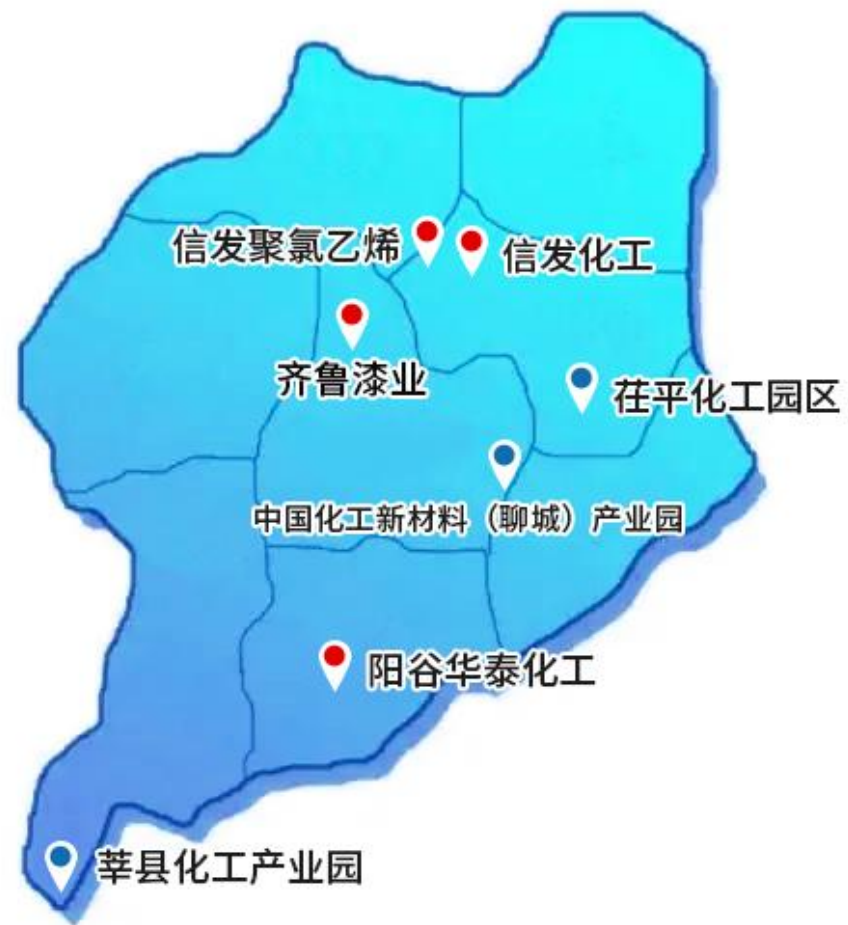 信发聚氯乙烯
信发化工
齐鲁漆业
茌平化工园区
中国化工新材料（聊城）产业园
阳谷华泰化工
莘县化工产业园